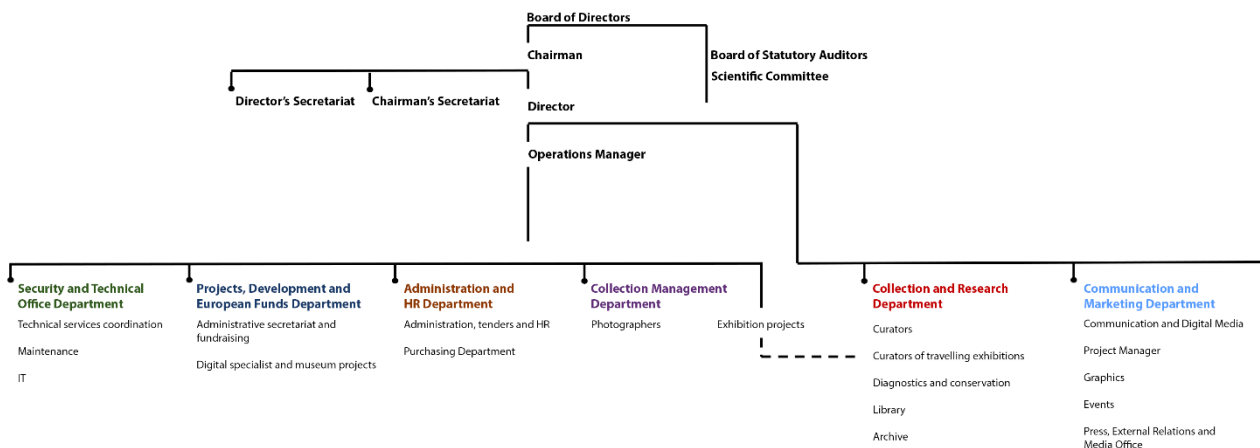 Board of Directors
Chairman
Board of Statutory Auditors
Scientific Committee
Director's Secretariat
Chairman's Secretariat
Director
Operations Manager
Security and Technical
Office Department
Technical services coordination
Maintenance
IT
Projects, Development and
European Funds Department
Administrative secretariat and
fundraising
Digital specialist and museum projects
Administration and
HR Department
Administration, tenders and HR
Purchasing Department
Collection Management
Department
Photographers
Exhibition projects
Collection and Research
Department
Curators
Curators of travelling exhibitions
Diagnostics and conservation
Library
Archive
Communication and
Marketing Department
Communication and Digital Media
Project Manager
Graphics
Events
Press, External Relations and
Media Office